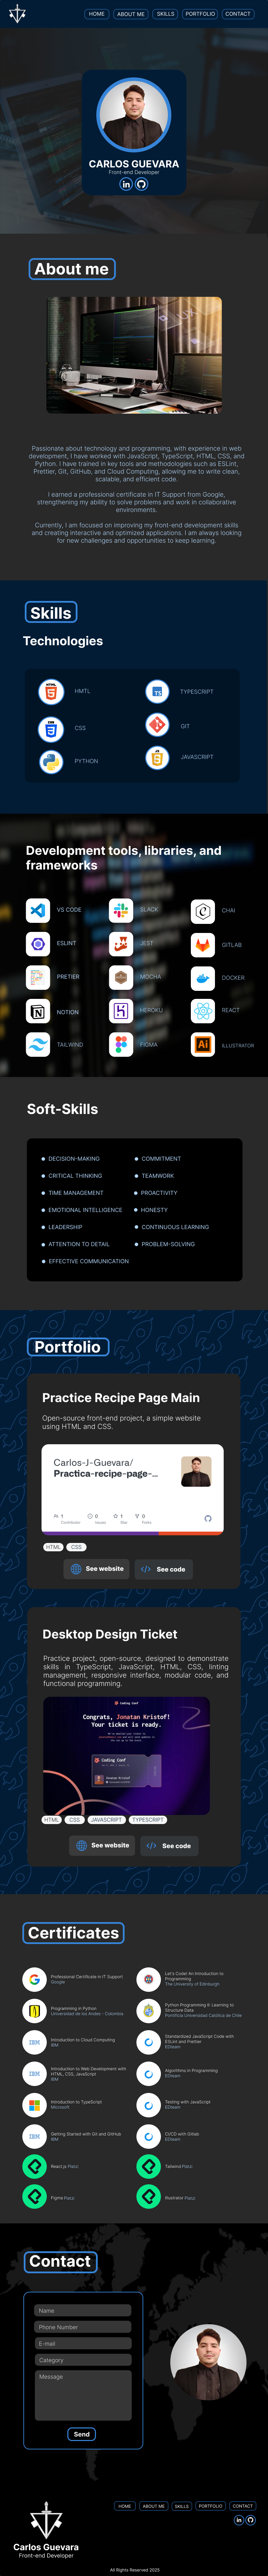 HOME
ABOUT ME
SKILLS
PORTFOLIO
CONTACT
CARLOS GUEVARA
Front-end Developer
About me
Passionate about technology and programming, with experience in web
development, I have worked with JavaScript, TypeScript, HTML, CSS, and
Python. I have trained in key tools and methodologies such as ESLint,
Prettier, Git, GitHub, and Cloud Computing, allowing me to write clean,
scalable, and efficient code.
I earned a professional certificate in IT Support from Google,
strengthening my ability to solve problems and work in collaborative
environments.
Currently, I am focused on improving my front-end development skills
and creating interactive and optimized applications. I am always looking
for new challenges and opportunities to keep learning.
Skills
Technologies
HMTL
TYPESCRIPT
CSS
GIT
PYTHON
JAVASCRIPT
Development tools, libraries, and
frameworks
VS CODE
SLACK
CHAI
ESLINT
JEST
GITLAB
PRETIER
MOCHA
DOCKER
NOTION
HEROKU
REACT
TAILWIND
FIGMA
ILLUSTRATOR
Soft-Skills
DECISION-MAKING
COMMITMENT
CRITICAL THINKING
TEAMWORK
TIME MANAGEMENT
PROACTIVITY
EMOTIONAL INTELLIGENCE
HONESTY
LEADERSHIP
CONTINUOUS LEARNING
ATTENTION TO DETAIL
PROBLEM-SOLVING
EFFECTIVE COMMUNICATION
Portfolio
Practice Recipe Page Main
Open-source front-end project, a simple website
using HTML and CSS.
Carlos-J-Guevara/
Practica-recipe-page-...
1
0
1
0
Contributor
Issues
Star
Forks
HTML
CSS
See website
See code
Desktop Design Ticket
Practice project, open-source, designed to demonstrate
skills in TypeScript, JavaScript, HTML, CSS, linting
management, responsive interface, modular code, and
functional programming.
Coding Conf
Congrats, Jonatan Kristof!
Your ticket is ready.
Coding Conf
Jonatan Kristof
HTML
CSS
JAVASCRIPT
TYPESCRIPT
See website
See code
Certificates
Professional Certificate in IT Support
Google
Let's Code! An Introduction to
Programming
The University of Edinburgh
Programming in Python
Universidad de los Andes - Colombia
Python Programming II: Learning to
Structure Data
Pontificia Universidad Católica de Chile
IBM
Introduction to Cloud Computing
IBM
Standardized JavaScript Code with
ESLint and Prettier
EDteam
IBM
Introduction to Web Development with
HTML, CSS, JavaScript
IBM
Algorithms in Programming
EDteam
Introduction to TypeScript
Microsoft
Testing with JavaScript
EDteam
IBM
Getting Started with Git and GitHub
IBM
CI/CD with Gitlab
EDteam
React.js Platzi
Tailwind Platzi
Figma Platzi
Illustrator Platzi
Contact
Name
Phone Number
E-mail
Category
Message
Send
Carlos Guevara
Front-end Developer
HOME
ABOUT ME
SKILLS
PORTFOLIO
CONTACT
All Rights Reserved 2025